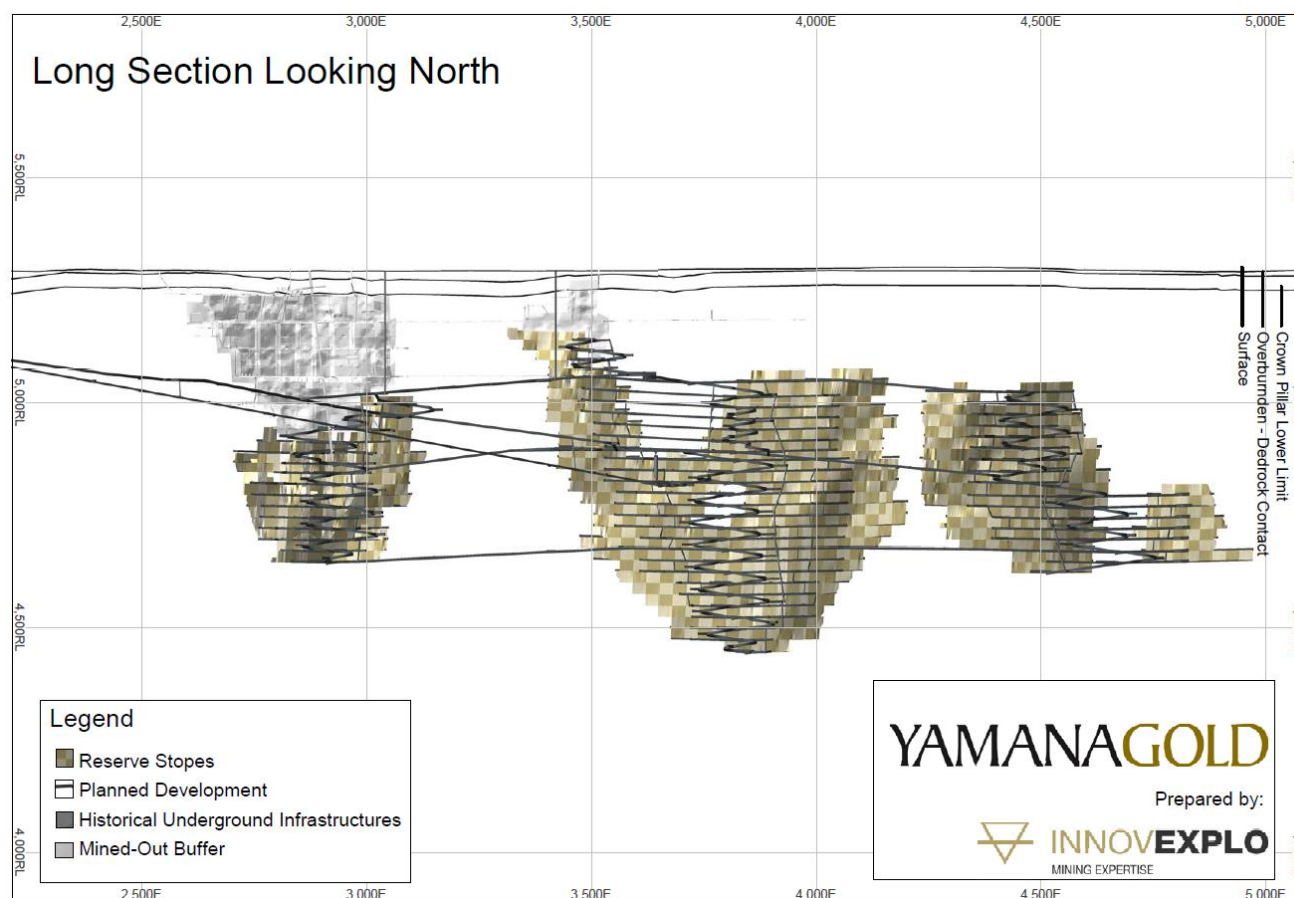 2,500E 3,000E 3,500E 4,000E 4,500E 5,000E
Long Section Looking North
5,500RL
5,000RL
4,500RL
4,000RL
Surface
Overburnden - Dedrock Contact
Crown Pillar Lower Limit
Legend
Reserve Stopes
Planned Development
Historical Underground Infrastructures
Mined-Out Buffer
YAMANAGOLD
Prepared by:
INNOVEXPLO
MINING EXPERTISE
2,500E 3,000E 3,500E 4,000E 4,500E 5,000E